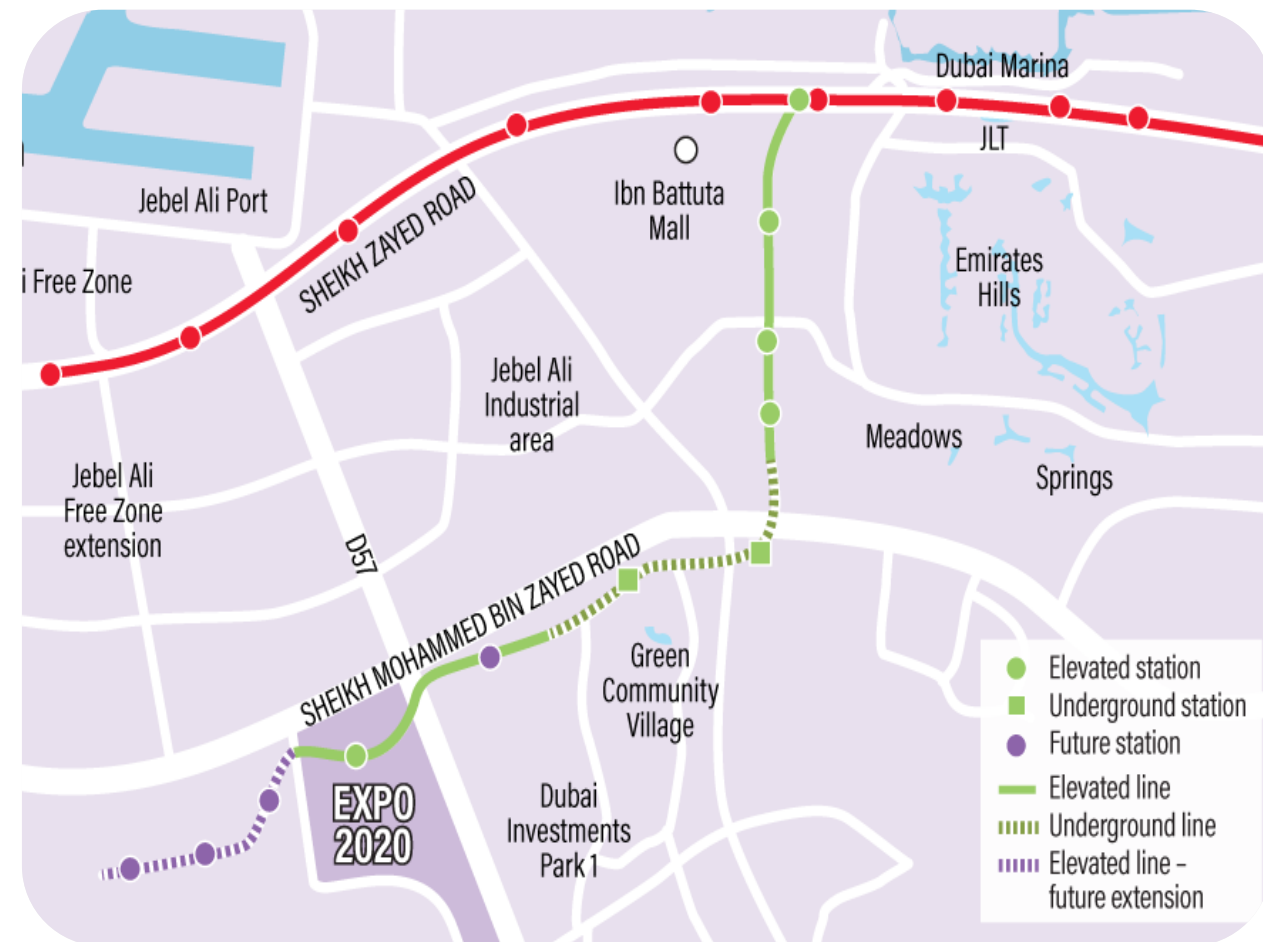 Dubai Marina
JLT
Jebel Ali Port
SHEIKH ZAYED ROAD
Ibn Battuta
Mall
i Free Zone
Emirates
Hills
Jebel Ali
Industrial
area
Meadows
Springs
Jebel Ali
Free Zone
extension
D57
SHEIKH MOHAMMED BIN ZAYED ROAD
Green
Community
Village
EXPO
2020
Dubai
Investments
Park 1
Elevated station
Underground station
Future station
Elevated line
Underground line
Elevated line –
future extension